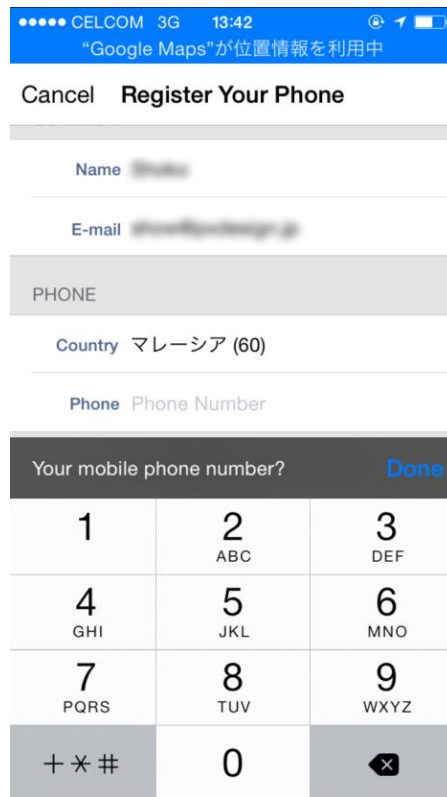 CELCOM 3G 13:42
“Google Maps”が位置情報を利用中
Cancel Register Your Phone
Name
E-mail
PHONE
Country マレーシア (60)
Phone Phone Number
Your mobile phone number? Done
1 2 3
ABC DEF
4 5 6
GHI JKL MNO
7 8 9
PQRS TUV WXYZ
+*# 0